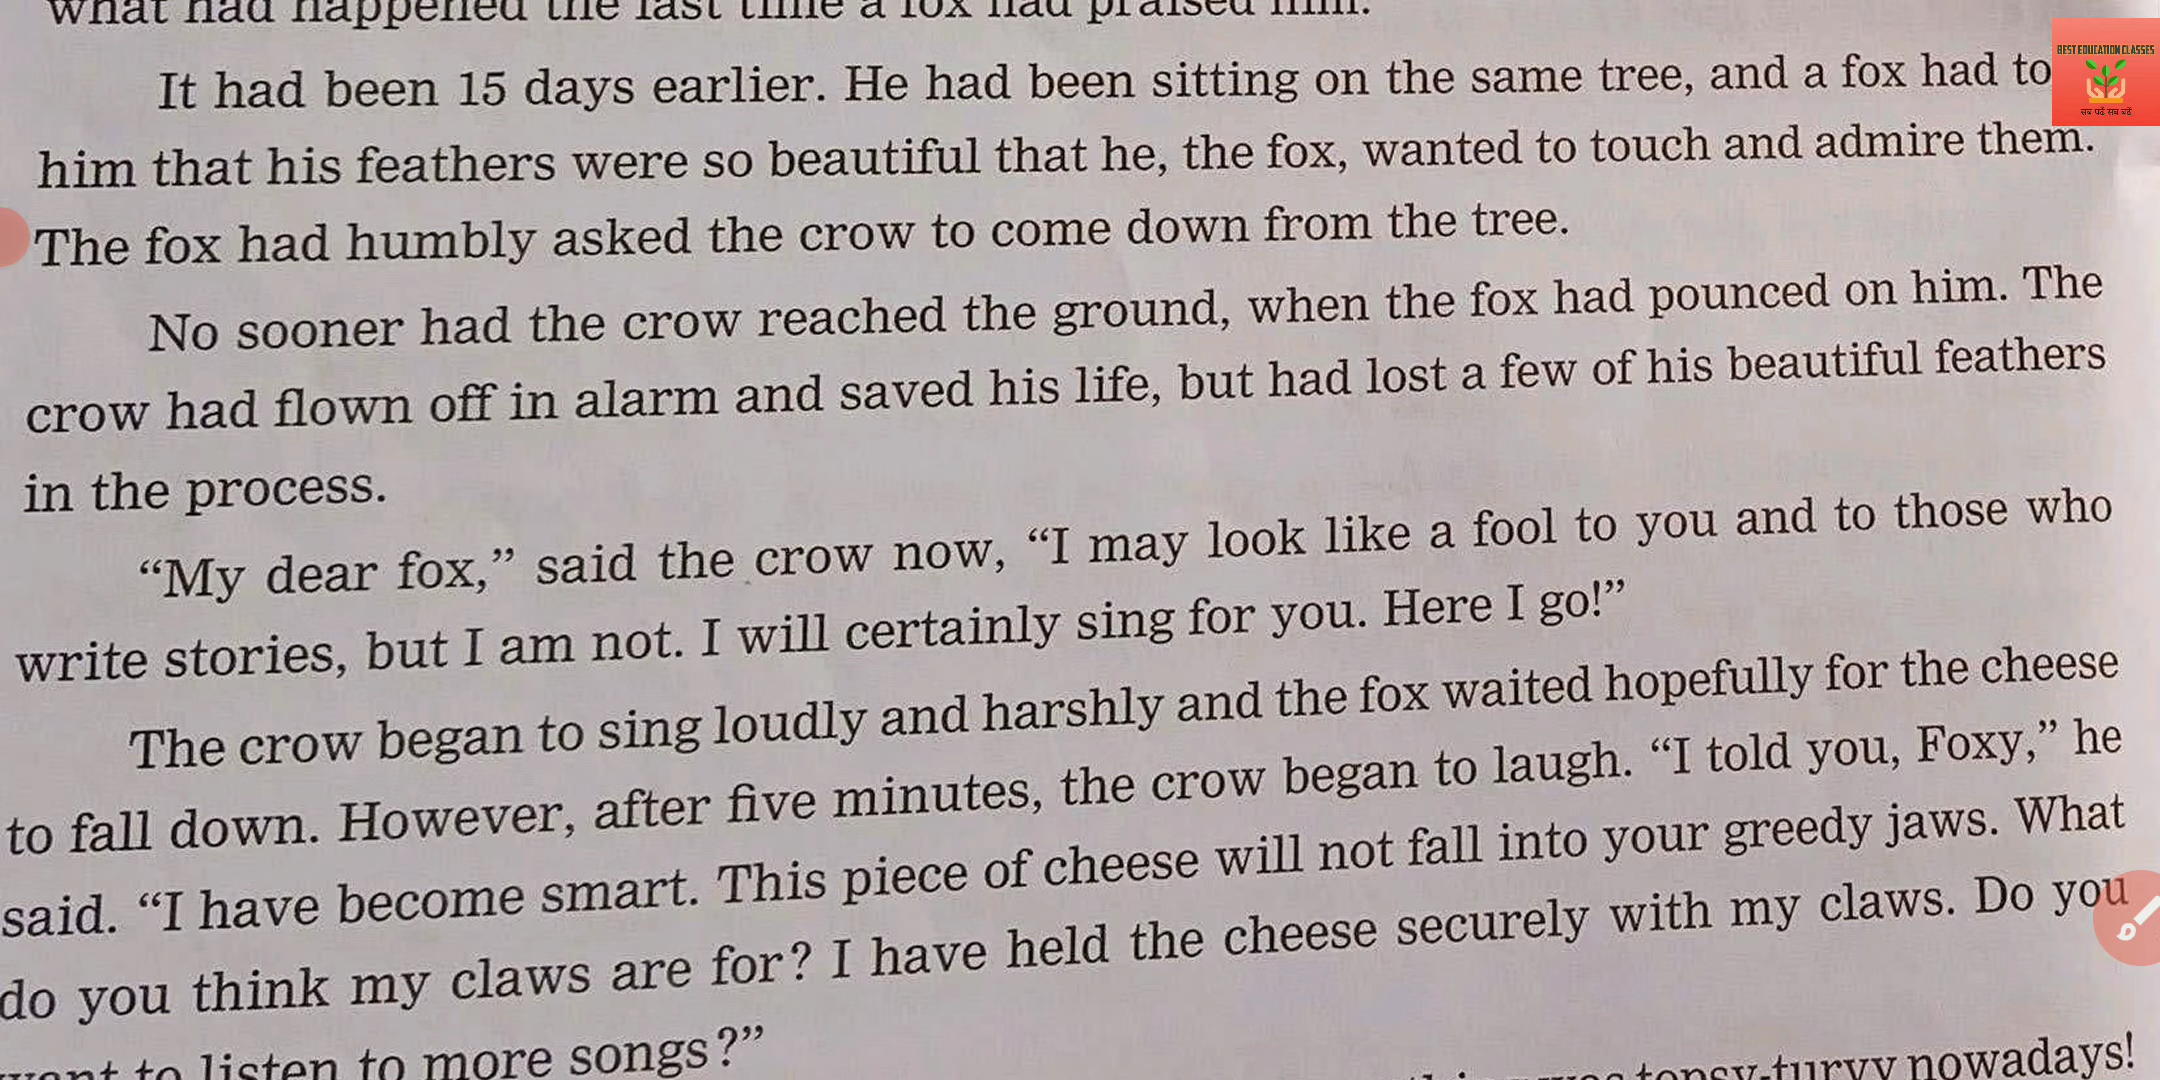 what had happened the last time a fox had praised him.
It had been 15 days earlier. He had been sitting on the same tree, and a fox had to
him that his feathers were so beautiful that he, the fox, wanted to touch and admire them.
The fox had humbly asked the crow to come down from the tree.
No sooner had the crow reached the ground, when the fox had pounced on him. The
crow had flown off in alarm and saved his life, but had lost a few of his beautiful feathers
in the process.
“My dear fox,” said the crow now, “I may look like a fool to you and to those who
write stories, but I am not. I will certainly sing for you. Here I go!”
The crow began to sing loudly and harshly and the fox waited hopefully for the cheese
to fall down. However, after five minutes, the crow began to laugh. “I told you, Foxy,” he
said. “I have become smart. This piece of cheese will not fall into your greedy jaws. What
do you think my claws are for? I have held the cheese securely with my claws. Do you
want to listen to more songs?”
topsy-turvy nowadays!
BEST EDUCATION CLASSES
सब पढें सब बढें